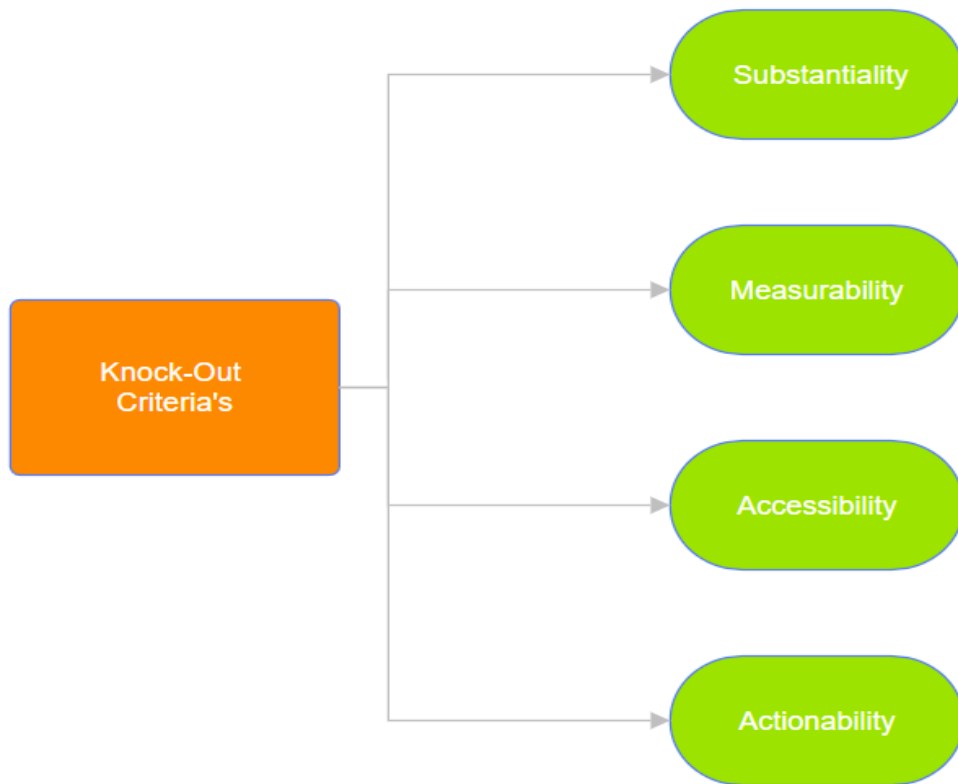 Substantiality
Measurability
Knock-Out
Criteria's
Accessibility
Actionability